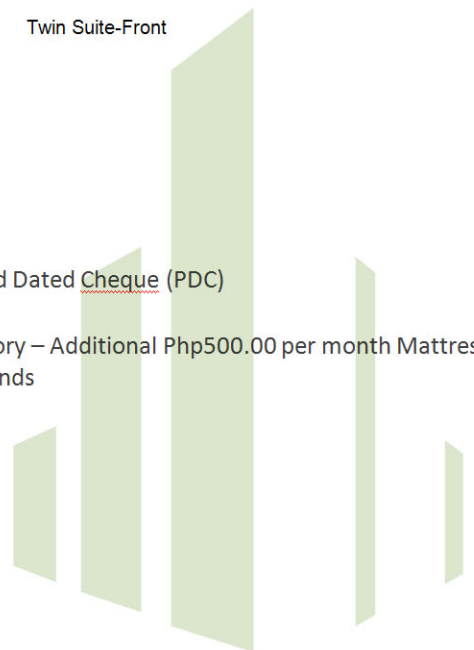 Twin Suite-Front
d Dated Cheque (PDC)
ory – Additional Php500.00 per month Mattres
nds